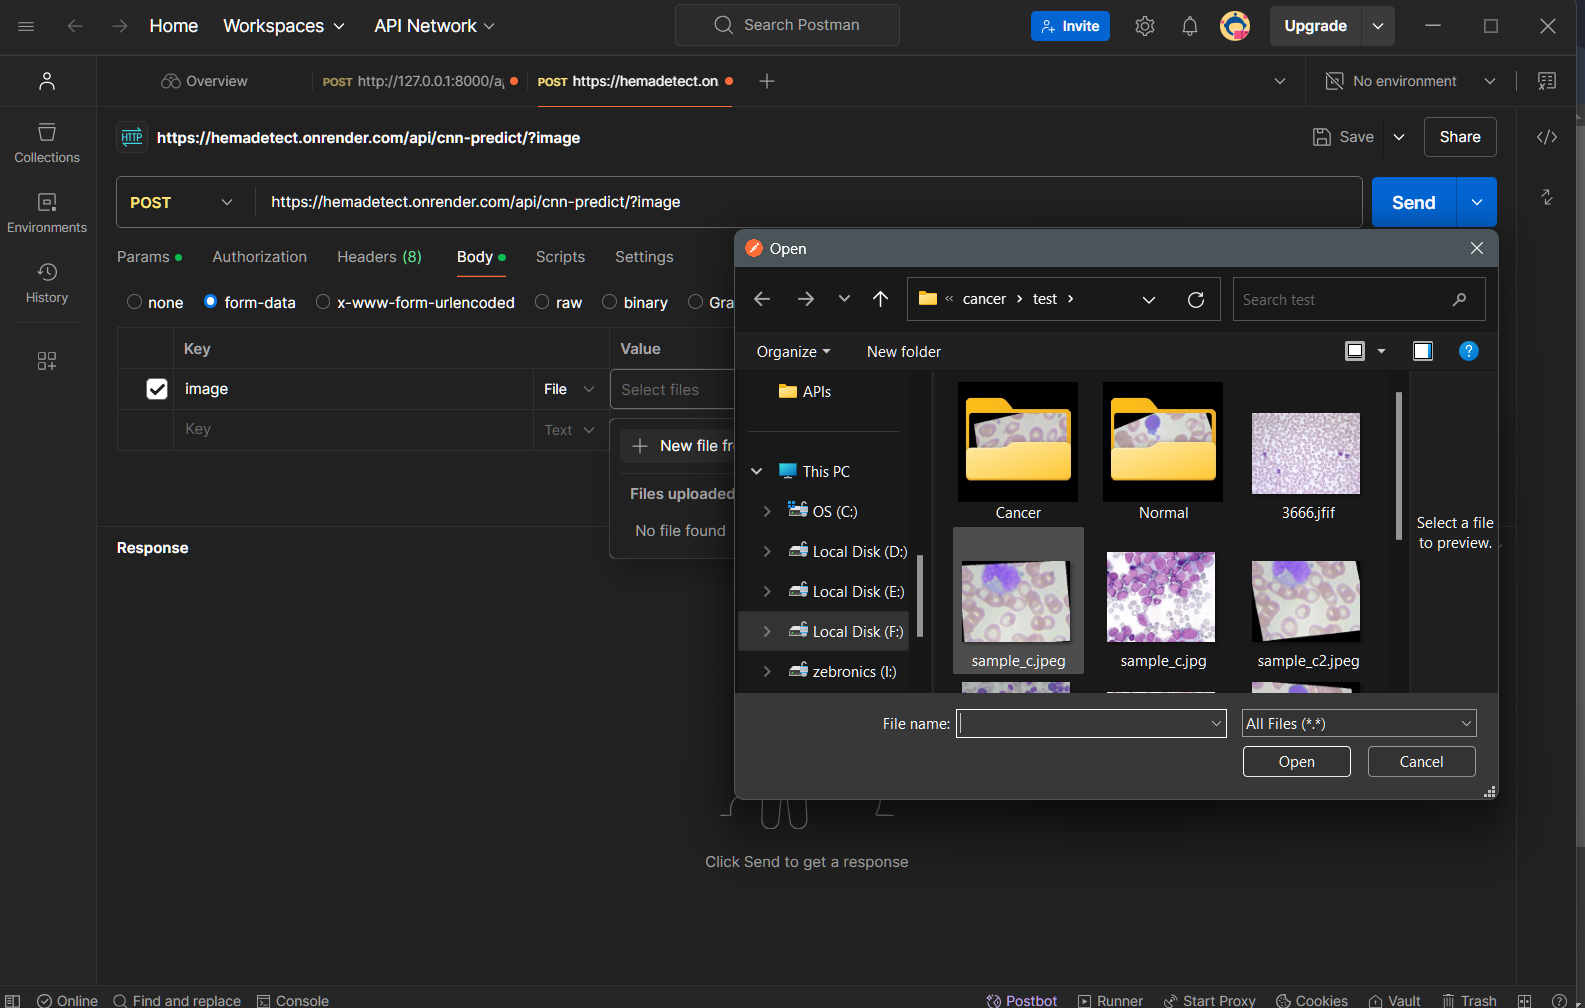 Home Workspaces API Network Search Postman Invite Upgrade
Overview POST http://127.0.0.1:8000/a POST https://hemadetect.on No environment
HTTP https://hemadetect.onrender.com/api/cnn-predict/?image Save Share
Collections
POST https://hemadetect.onrender.com/api/cnn-predict/?image Send
Environments
Params Authorization Headers (8) Body Scripts Settings
History
none form-data x-www-form-urlencoded raw binary Gra
Key Value
image File Select files
Key Text
New file fr
Files uploaded
No file found
Response
Open
« cancer › test › Search test
Organize New folder
APIs
This PC
OS (C:)
Local Disk (D:)
Local Disk (E:)
Local Disk (F:)
zebronics (I:)
Cancer Normal 3666.jfif
sample_c.jpeg sample_c.jpg sample_c2.jpeg
Select a file
to preview.
File name: All Files (*.*)
Open Cancel
Click Send to get a response
Online Find and replace Console Postbot Runner Start Proxy Cookies Vault Trash